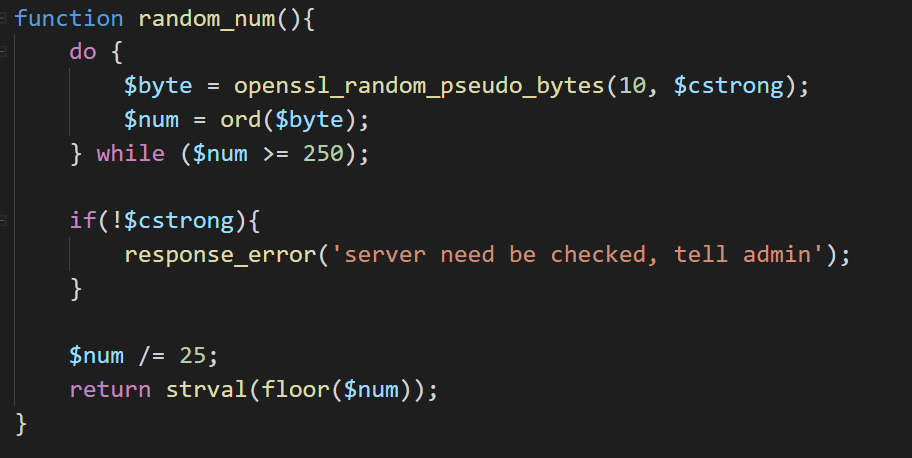 function random_num(){
do {
$byte = openssl_random_pseudo_bytes(10, $cstrong);
$num = ord($byte);
} while ($num >= 250);
if(!$cstrong){
response_error('server need be checked, tell admin');
}
$num /= 25;
return strval(floor($num));
}